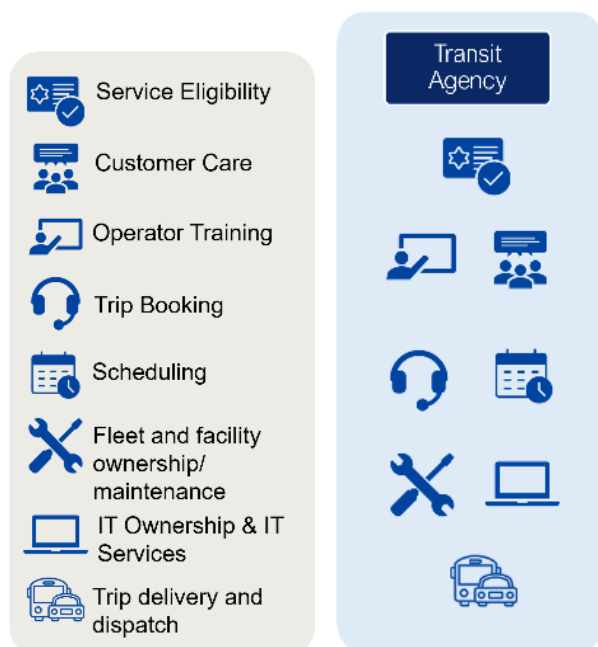 Service Eligibility
Customer Care
Operator Training
Trip Booking
Scheduling
Fleet and facility
ownership/
maintenance
IT Ownership & IT
Services
Trip delivery and
dispatch
Transit
Agency